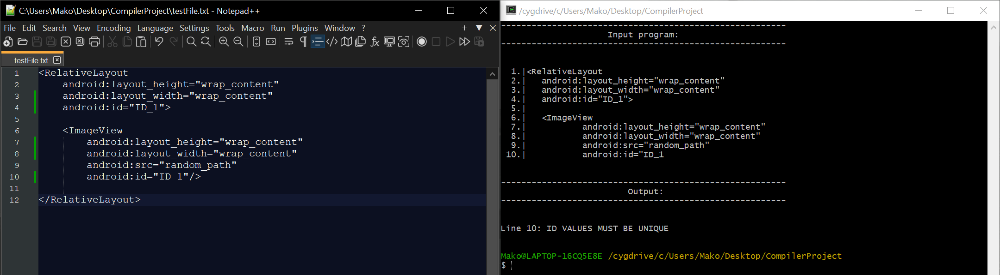 C:\Users\Mako\Desktop\CompilerProject\testFile.txt - Notepad++
File Edit Search View Encoding Language Settings Tools Macro Run Plugins Window ?
testFile.txt
1 <RelativeLayout
2     android:layout_height="wrap_content"
3     android:layout_width="wrap_content"
4     android:id="ID_1">
5
6     <ImageView
7         android:layout_height="wrap_content"
8         android:layout_width="wrap_content"
9         android:src="random_path"
10         android:id="ID_1"/>
11
12 </RelativeLayout>
/cygdrive/c/Users/Mako/Desktop/CompilerProject
--------------------------------------------------------
Input program:
--------------------------------------------------------
1.|<RelativeLayout
2.|   android:layout_height="wrap_content"
3.|   android:layout_width="wrap_content"
4.|   android:id="ID_1">
5.|
6.|   <ImageView
7.|           android:layout_height="wrap_content"
8.|           android:layout_width="wrap_content"
9.|           android:src="random_path"
10.|           android:id="ID_1
--------------------------------------------------------
Output:
--------------------------------------------------------
Line 10: ID VALUES MUST BE UNIQUE
Mako@LAPTOP-16CQ5E8E /cygdrive/c/Users/Mako/Desktop/CompilerProject
$